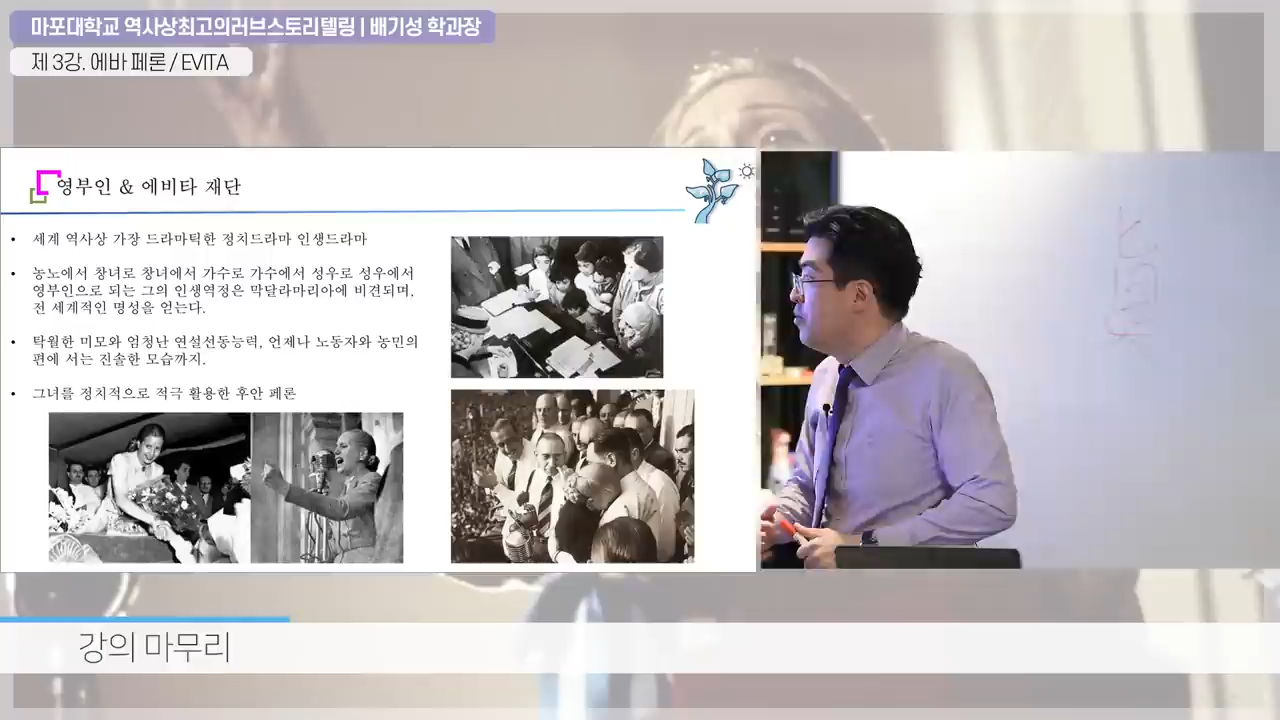 마포대학교 역사상최고의러브스토리텔링 | 배기성 학과장
제 3강. 에바 페론 / EVITA
영부인 & 에비타 재단
• 세계 역사상 가장 드라마틱한 정치드라마 인생드라마
• 농노에서 창녀로 창녀에서 가수로 가수에서 성우로 성우에서
영부인으로 되는 그의 인생역정은 막달라마리아에 비견되며,
전 세계적인 명성을 얻는다.
• 탁월한 미모와 엄청난 연설선동능력, 언제나 노동자와 농민의
편에 서는 진솔한 모습까지.
• 그녀를 정치적으로 적극 활용한 후안 페론
강의 마무리